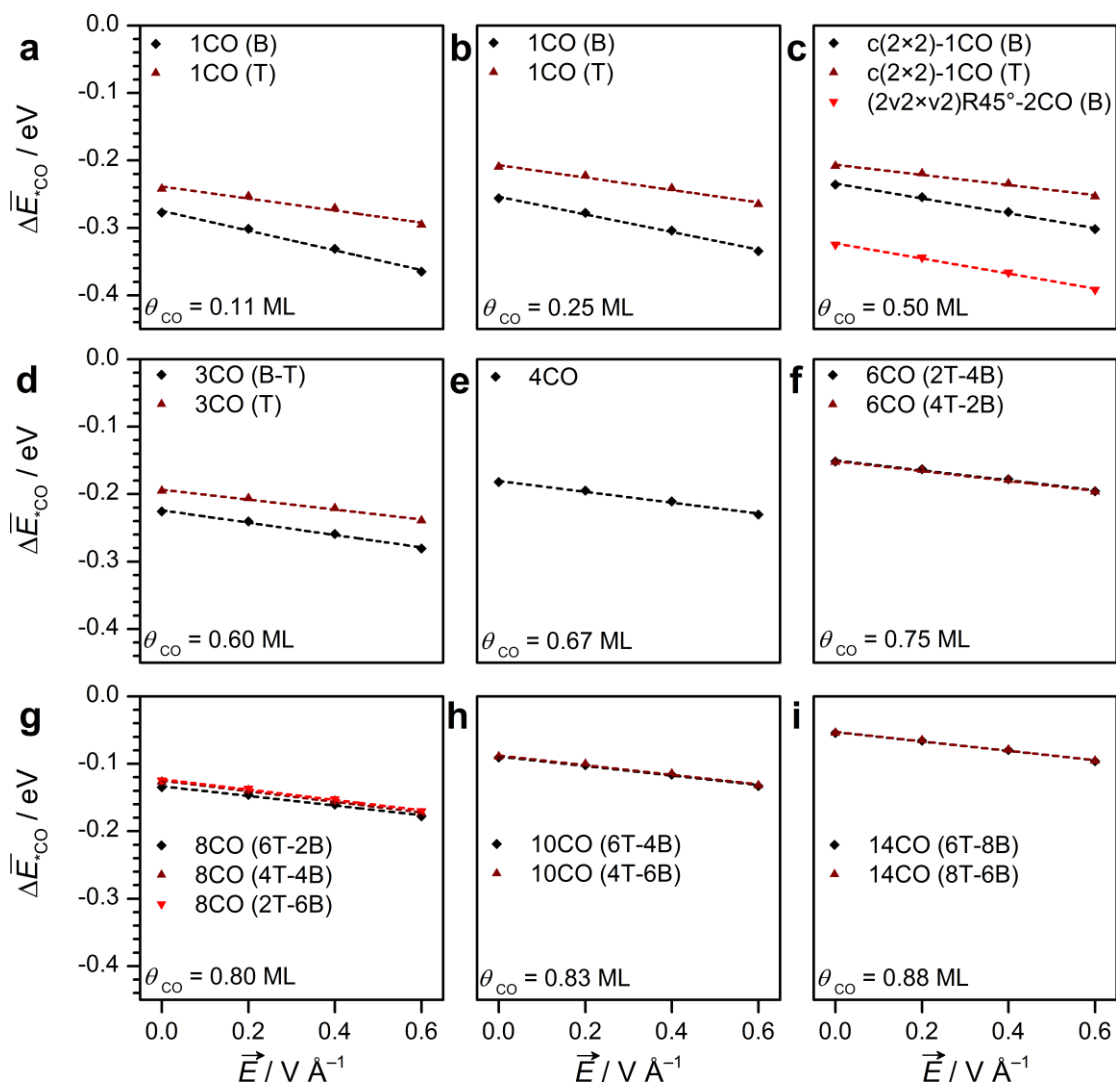 a
1CO (B)
1CO (T)
θCO = 0.11 ML
b
1CO (B)
1CO (T)
θCO = 0.25 ML
c
c(2×2)-1CO (B)
c(2×2)-1CO (T)
(2v2×v2)R45°-2CO (B)
θCO = 0.50 ML
0.0
-0.1
-0.2
-0.3
-0.4
ΔE̅*CO / eV
d
3CO (B-T)
3CO (T)
θCO = 0.60 ML
e
4CO
θCO = 0.67 ML
f
6CO (2T-4B)
6CO (4T-2B)
θCO = 0.75 ML
0.0
-0.1
-0.2
-0.3
-0.4
ΔE̅*CO / eV
g
8CO (6T-2B)
8CO (4T-4B)
8CO (2T-6B)
θCO = 0.80 ML
h
10CO (6T-4B)
10CO (4T-6B)
θCO = 0.83 ML
i
14CO (6T-8B)
14CO (8T-6B)
θCO = 0.88 ML
0.0
-0.1
-0.2
-0.3
-0.4
ΔE̅*CO / eV
0.0 0.2 0.4 0.6
0.0 0.2 0.4 0.6
0.0 0.2 0.4 0.6
E⃗ / V Å⁻¹
E⃗ / V Å⁻¹
E⃗ / V Å⁻¹